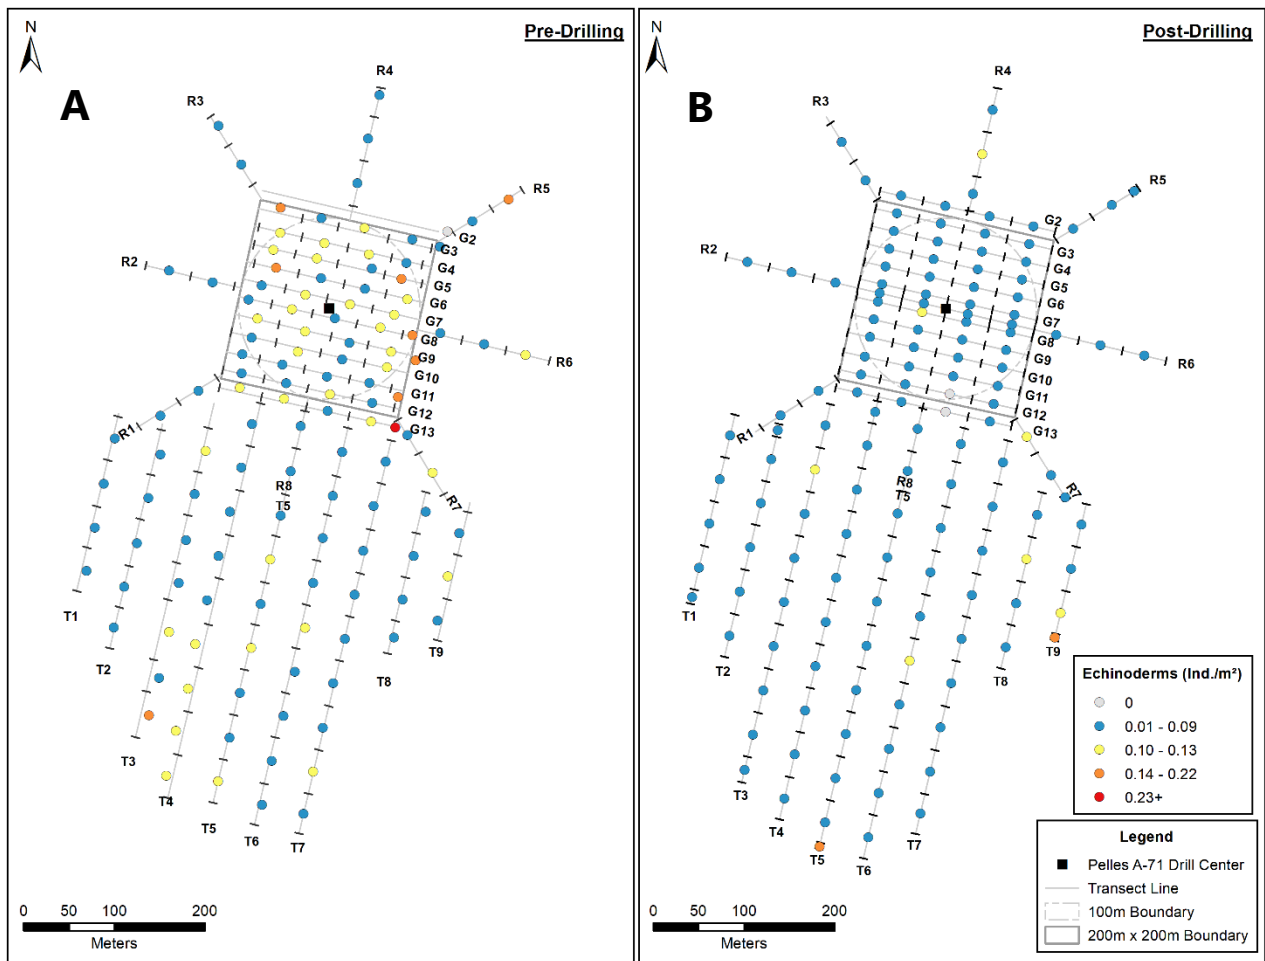 N
Pre-Drilling
A
R4
R3
R5
G2
G3
R2
G4
G5
G6
G7
G8
R6
G9
G10
G11
G12
R1
G13
R8
T5
R7
T1
T2
T9
T8
T3
T4
T5
T6
T7
0 50 100 200
Meters
N
Post-Drilling
B
R4
R3
R5
G2
G3
R2
G4
G5
G6
G7
G8
R6
G9
G10
G11
G12
R1
G13
R8
T5
R7
T1
T2
T9
T8
T3
T4
T5
T6
T7
0 50 100 200
Meters
Echinoderms (Ind./m²)
0
0.01 - 0.09
0.10 - 0.13
0.14 - 0.22
0.23+
Legend
Pelles A-71 Drill Center
Transect Line
100m Boundary
200m x 200m Boundary